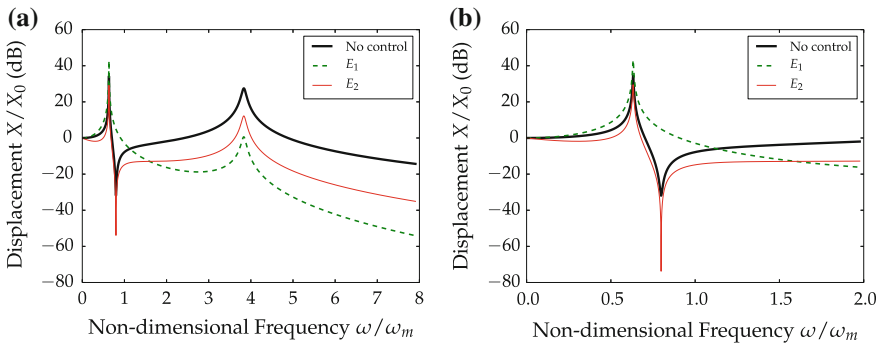 (a)
Displacement X/X0 (dB)
60
40
20
0
−20
−40
−60
−80
No control
E1
E2
0 1 2 3 4 5 6 7 8
Non-dimensional Frequency ω/ωm
(b)
Displacement X/X0 (dB)
60
40
20
0
−20
−40
−60
−80
No control
E1
E2
0.0 0.5 1.0 1.5 2.0
Non-dimensional Frequency ω/ωm